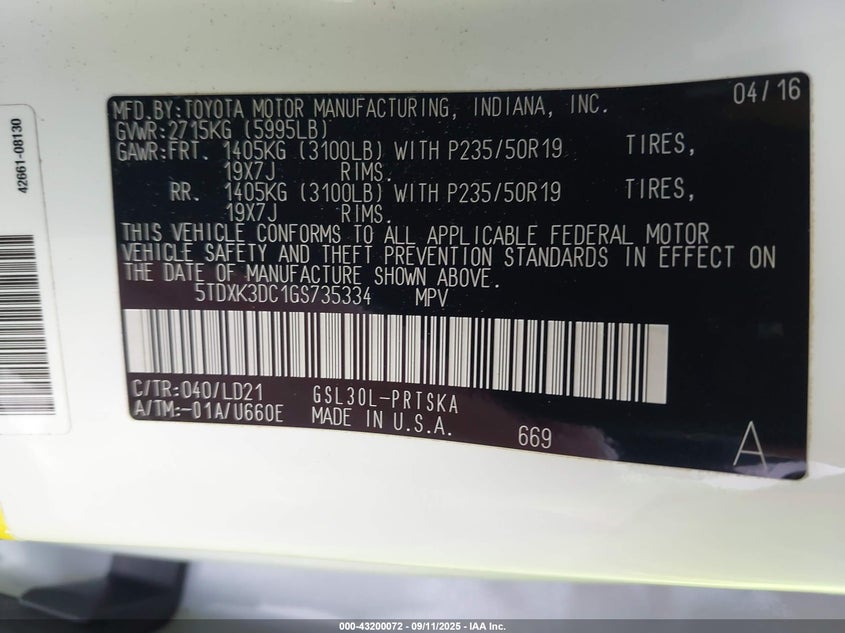 42661-08130
MFD.BY:TOYOTA MOTOR MANUFACTURING, INDIANA, INC. 04/16
GVWR:2715KG (5995LB)
GAWR:FRT. 1405KG (3100LB) WITH P235/50R19 TIRES,
19X7J RIMS.
RR. 1405KG (3100LB) WITH P235/50R19 TIRES,
19X7J RIMS.
THIS VEHICLE CONFORMS TO ALL APPLICABLE FEDERAL MOTOR
VEHICLE SAFETY AND THEFT PREVENTION STANDARDS IN EFFECT ON
THE DATE OF MANUFACTURE SHOWN ABOVE.
5TDXK3DC1GS735334 MPV
C/TR:040/LD21 GSL30L-PRTSKA
A/TM:-01A/U660E MADE IN U.S.A. 669 A
000-43200072 - 09/11/2025 - IAA Inc.